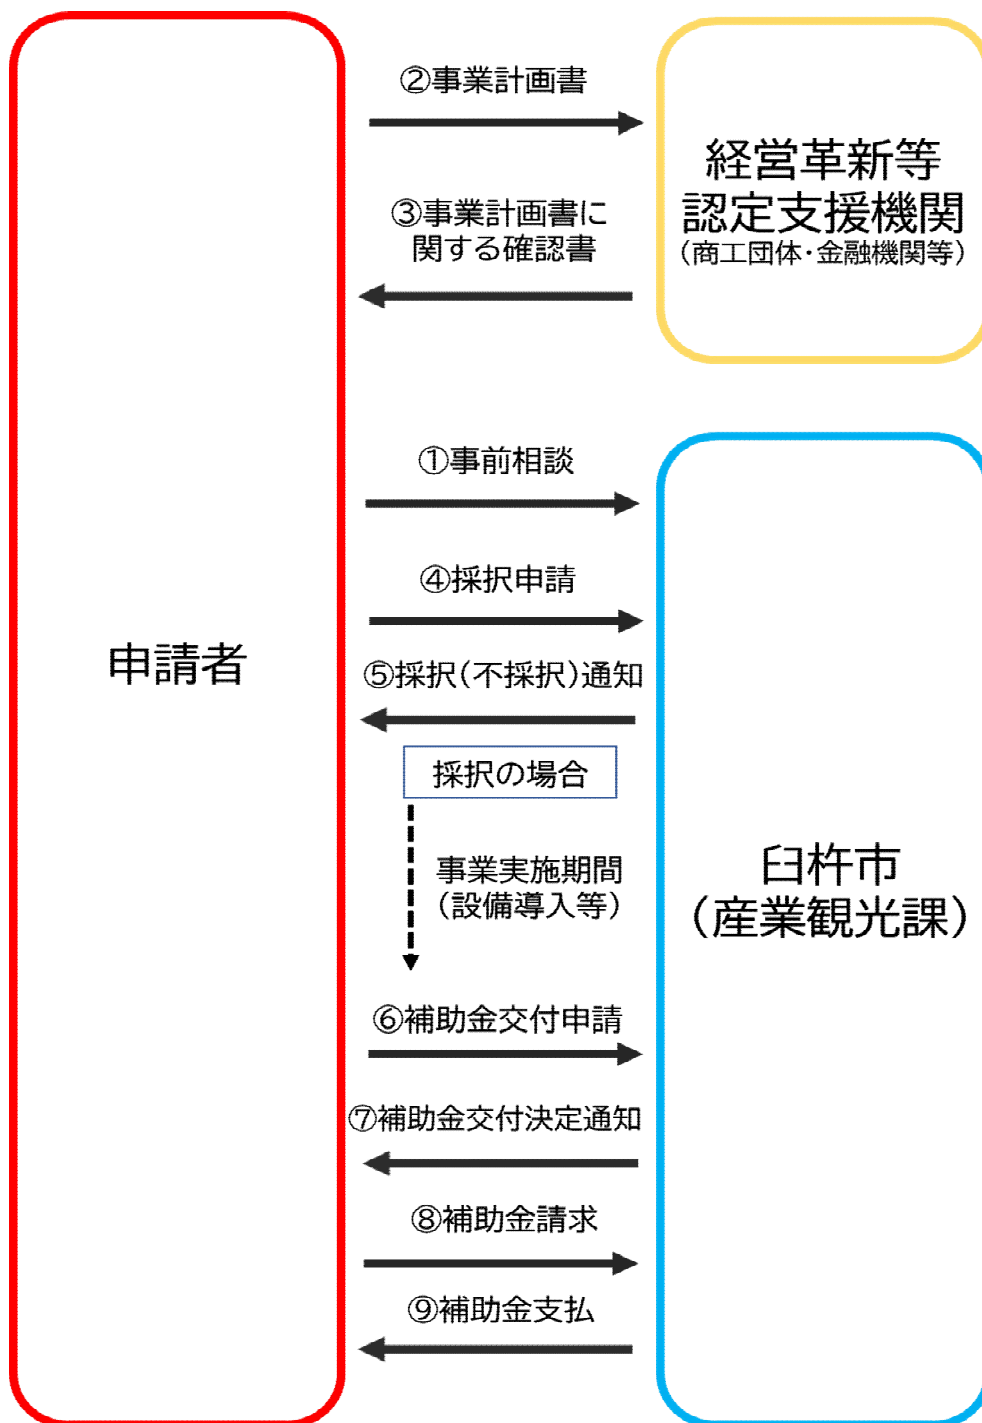 ②事業計画書
経営革新等
認定支援機関
（商工団体・金融機関等）
③事業計画書に
関する確認書
①事前相談
④採択申請
申請者
⑤採択（不採択）通知
採択の場合
事業実施期間
（設備導入等）
臼杵市
（産業観光課）
⑥補助金交付申請
⑦補助金交付決定通知
⑧補助金請求
⑨補助金支払